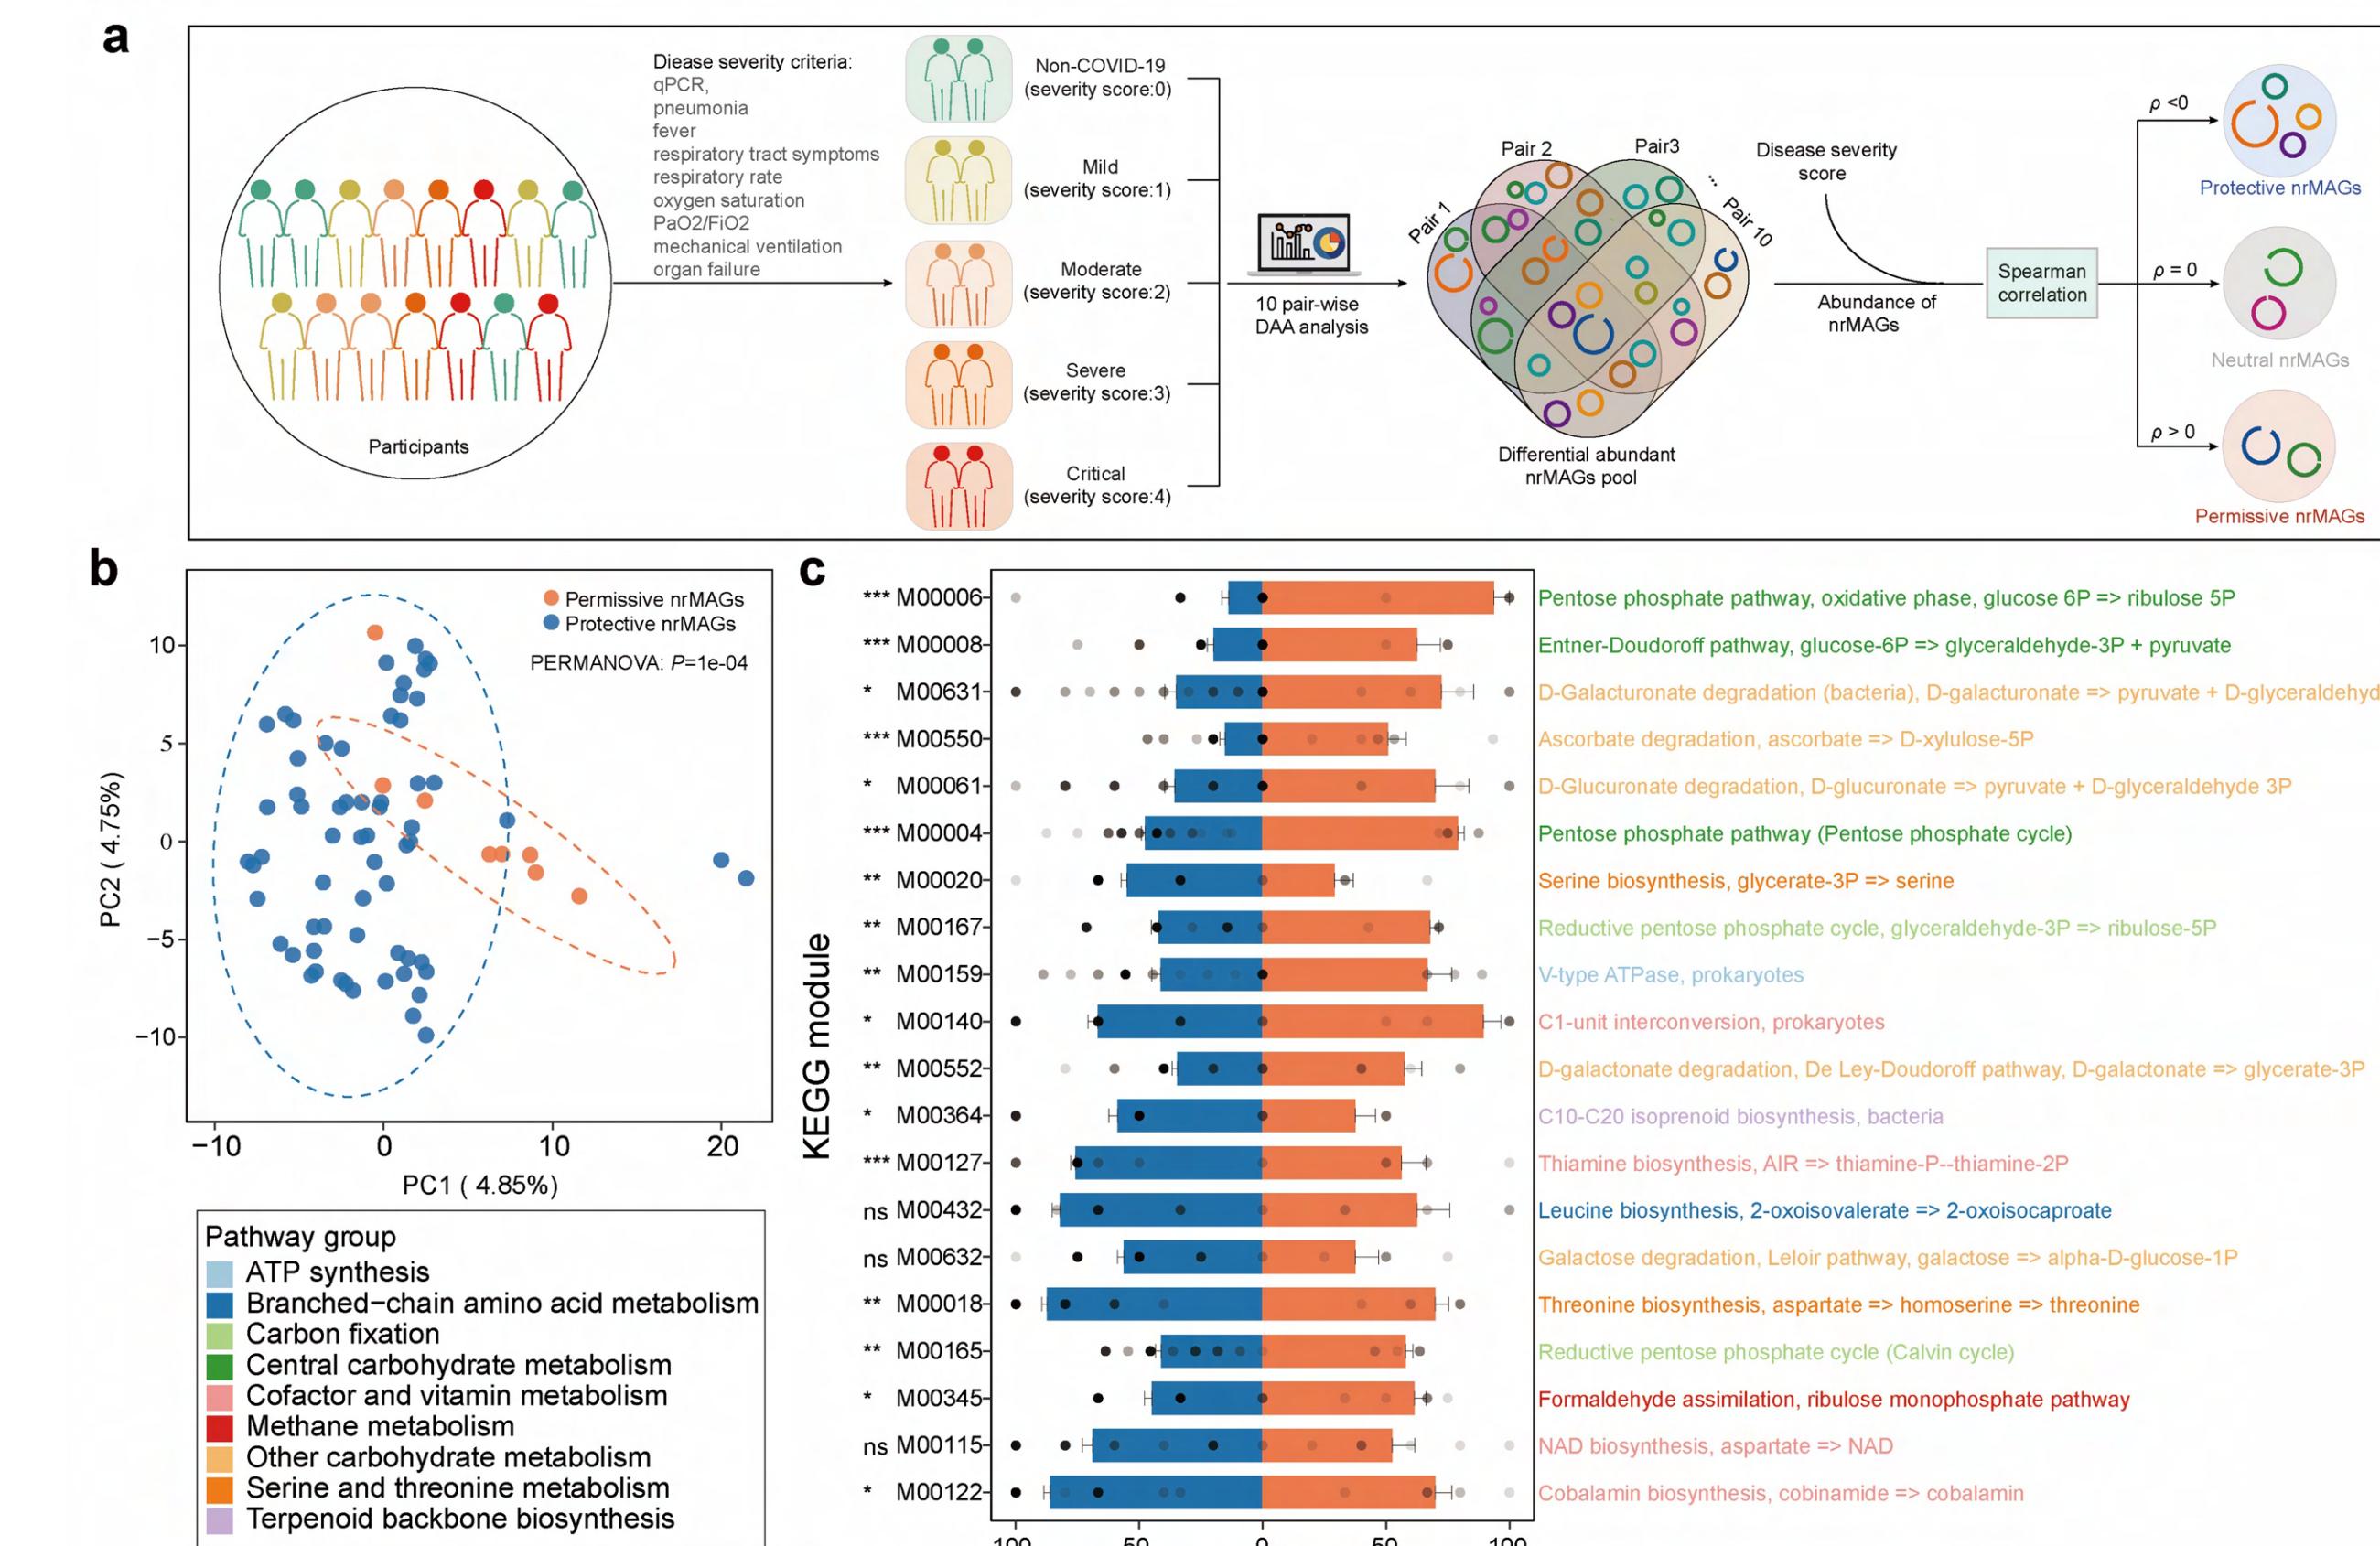 a
Diease severity criteria:
qPCR,
pneumonia
fever
respiratory tract symptoms
respiratory rate
oxygen saturation
PaO2/FiO2
mechanical ventilation
organ failure
Participants
Non-COVID-19
(severity score:0)
Mild
(severity score:1)
Moderate
(severity score:2)
Severe
(severity score:3)
Critical
(severity score:4)
10 pair-wise
DAA analysis
Pair 1
Pair 2
Pair3
...
Pair 10
Differential abundant
nrMAGs pool
Disease severity
score
Abundance of
nrMAGs
Spearman
correlation
ρ <0
Protective nrMAGs
ρ = 0
Neutral nrMAGs
ρ > 0
Permissive nrMAGs
b
Permissive nrMAGs
Protective nrMAGs
PERMANOVA: P=1e-04
PC2 ( 4.75%)
10
5
0
−5
−10
−10
0
10
20
PC1 ( 4.85%)
Pathway group
ATP synthesis
Branched−chain amino acid metabolism
Carbon fixation
Central carbohydrate metabolism
Cofactor and vitamin metabolism
Methane metabolism
Other carbohydrate metabolism
Serine and threonine metabolism
Terpenoid backbone biosynthesis
c
KEGG module
*** M00006 Pentose phosphate pathway, oxidative phase, glucose 6P => ribulose 5P
*** M00008 Entner-Doudoroff pathway, glucose-6P => glyceraldehyde-3P + pyruvate
* M00631 D-Galacturonate degradation (bacteria), D-galacturonate => pyruvate + D-glyceraldehyd
*** M00550 Ascorbate degradation, ascorbate => D-xylulose-5P
* M00061 D-Glucuronate degradation, D-glucuronate => pyruvate + D-glyceraldehyde 3P
*** M00004 Pentose phosphate pathway (Pentose phosphate cycle)
** M00020 Serine biosynthesis, glycerate-3P => serine
** M00167 Reductive pentose phosphate cycle, glyceraldehyde-3P => ribulose-5P
** M00159 V-type ATPase, prokaryotes
* M00140 C1-unit interconversion, prokaryotes
** M00552 D-galactonate degradation, De Ley-Doudoroff pathway, D-galactonate => glycerate-3P
* M00364 C10-C20 isoprenoid biosynthesis, bacteria
*** M00127 Thiamine biosynthesis, AIR => thiamine-P--thiamine-2P
ns M00432 Leucine biosynthesis, 2-oxoisovalerate => 2-oxoisocaproate
ns M00632 Galactose degradation, Leloir pathway, galactose => alpha-D-glucose-1P
** M00018 Threonine biosynthesis, aspartate => homoserine => threonine
** M00165 Reductive pentose phosphate cycle (Calvin cycle)
* M00345 Formaldehyde assimilation, ribulose monophosphate pathway
ns M00115 NAD biosynthesis, aspartate => NAD
* M00122 Cobalamin biosynthesis, cobinamide => cobalamin
100
50
0
50
100